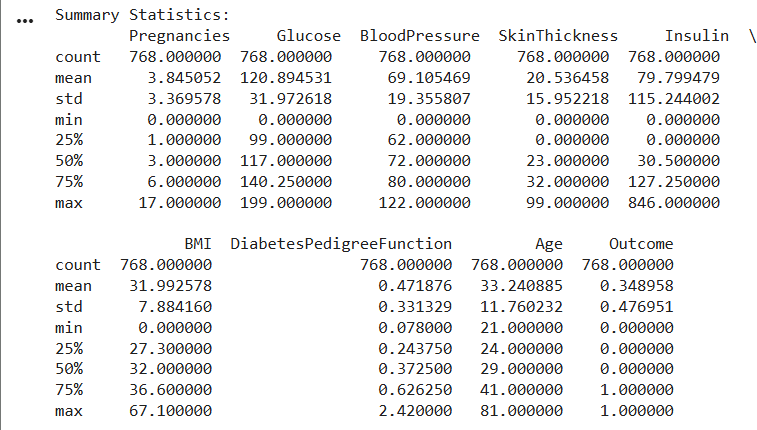 ... Summary Statistics:
Pregnancies Glucose BloodPressure SkinThickness Insulin \
count 768.000000 768.000000 768.000000 768.000000 768.000000
mean 3.845052 120.894531 69.105469 20.536458 79.799479
std 3.369578 31.972618 19.355807 15.952218 115.244002
min 0.000000 0.000000 0.000000 0.000000 0.000000
25% 1.000000 99.000000 62.000000 0.000000 0.000000
50% 3.000000 117.000000 72.000000 23.000000 30.500000
75% 6.000000 140.250000 80.000000 32.000000 127.250000
max 17.000000 199.000000 122.000000 99.000000 846.000000
BMI DiabetesPedigreeFunction Age Outcome
count 768.000000 768.000000 768.000000 768.000000
mean 31.992578 0.471876 33.240885 0.348958
std 7.884160 0.331329 11.760232 0.476951
min 0.000000 0.078000 21.000000 0.000000
25% 27.300000 0.243750 24.000000 0.000000
50% 32.000000 0.372500 29.000000 0.000000
75% 36.600000 0.626250 41.000000 1.000000
max 67.100000 2.420000 81.000000 1.000000